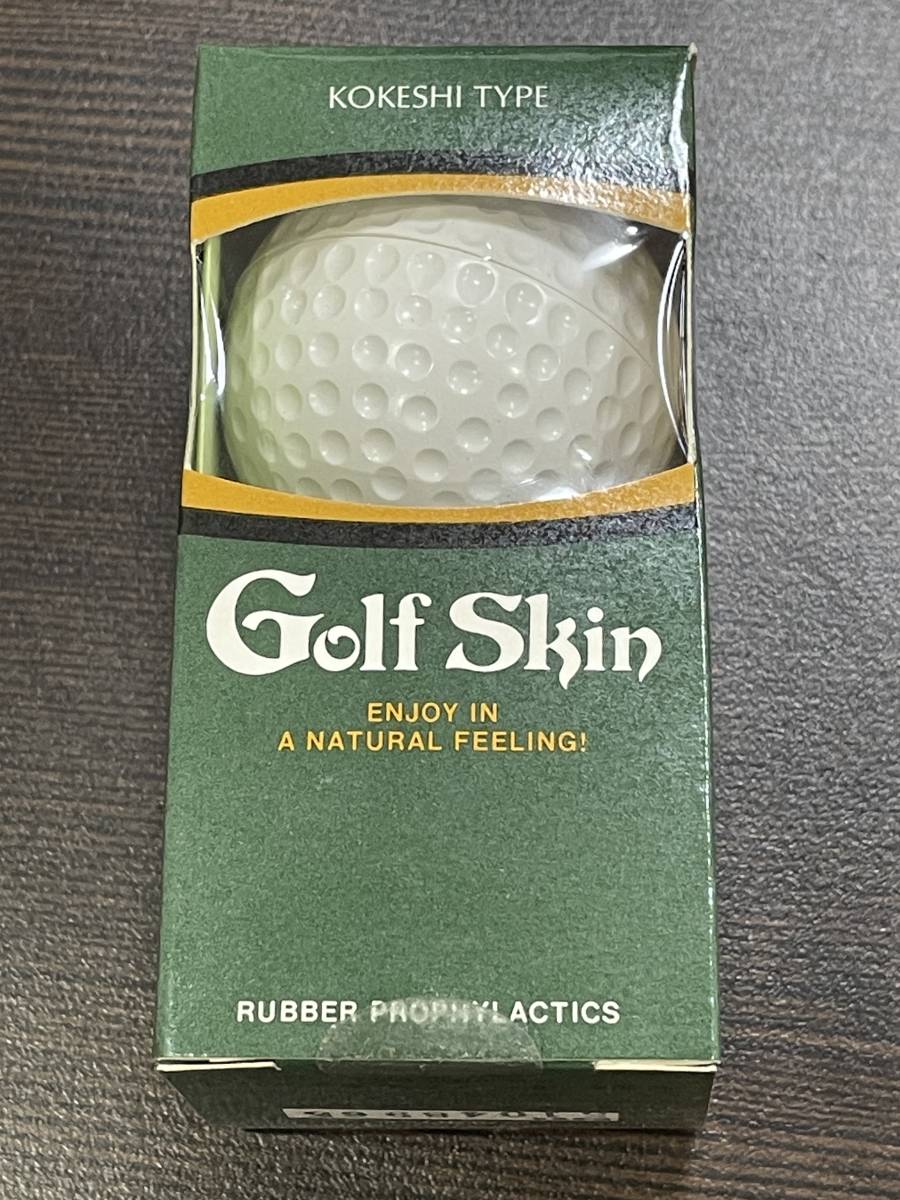 KOKESHI TYPE
Golf Skin
ENJOY IN
A NATURAL FEELING!
RUBBER PROPHYLACTICS